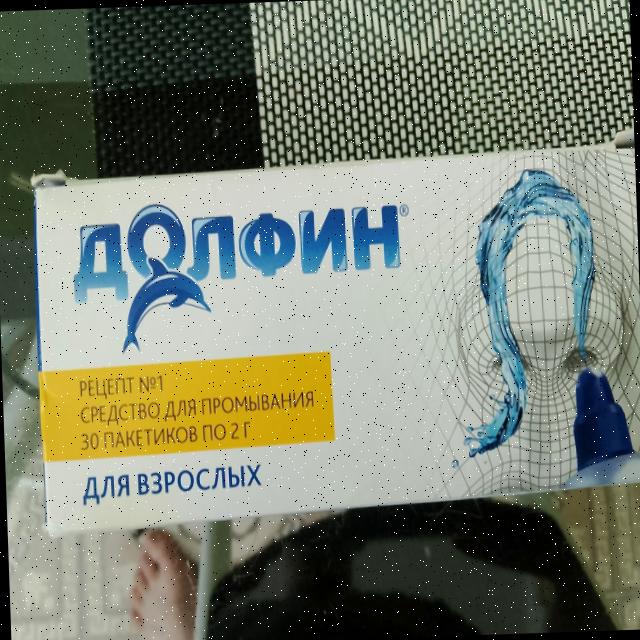 ДОЛФИН®
РЕЦЕПТ №1
СРЕДСТВО ДЛЯ ПРОМЫВАНИЯ
30 ПАКЕТИКОВ ПО 2 Г
ДЛЯ ВЗРОСЛЫХ